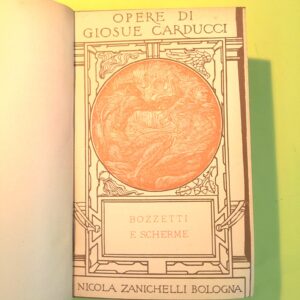 OPERE DI
GIOSUE CARDUCCI
BOZZETTI
E SCHERME
NICOLA ZANICHELLI BOLOGNA